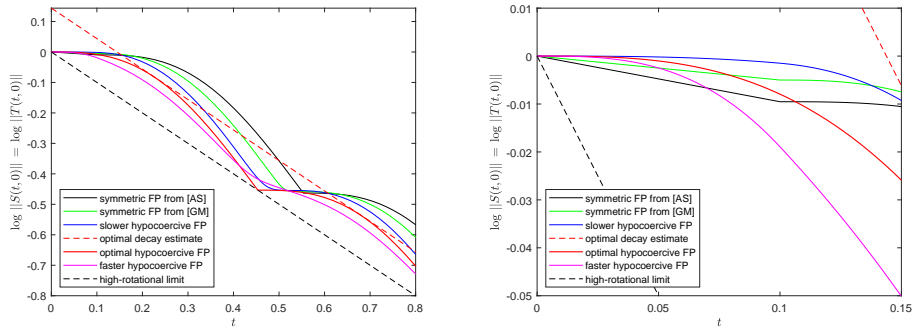 0.1
0
-0.1
-0.2
-0.3
-0.4
-0.5
-0.6
-0.7
-0.8
log ||S(t, 0)|| = log ||T(t, 0)||
symmetric FP from [AS]
symmetric FP from [GM]
slower hypocoercive FP
optimal decay estimate
optimal hypocoercive FP
faster hypocoercive FP
high-rotational limit
0 0.1 0.2 0.3 0.4 0.5 0.6 0.7 0.8
t
0.01
0
-0.01
-0.02
-0.03
-0.04
-0.05
log ||S(t, 0)|| = log ||T(t, 0)||
symmetric FP from [AS]
symmetric FP from [GM]
slower hypocoercive FP
optimal decay estimate
optimal hypocoercive FP
faster hypocoercive FP
high-rotational limit
0 0.05 0.1 0.15
t